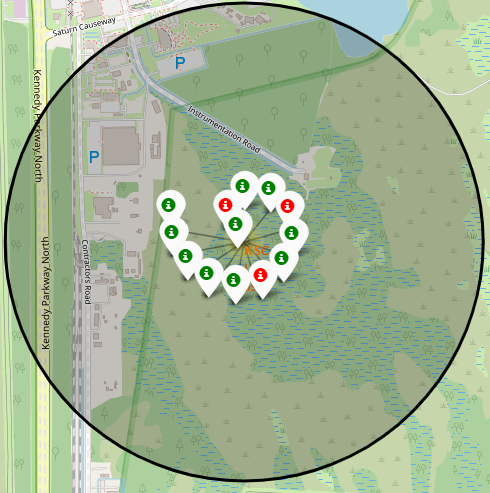 Saturn Causeway
P
Instrumentation Road
Kennedy Parkway North
P
KSC
Contractors Road
Kennedy Parkway North